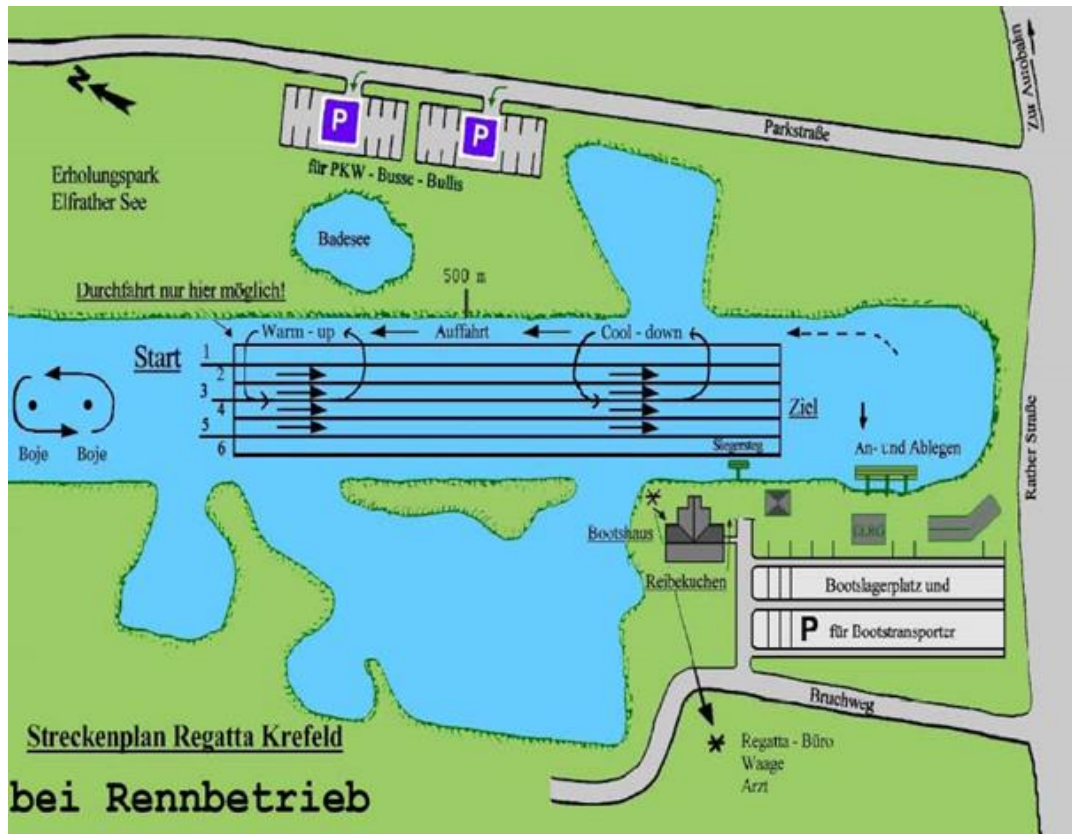 Zur Autobahn
N
P
P
Parkstraße
für PKW - Busse - Bullis
Erholungspark
Elfrather See
Badesee
500 m
Durchfahrt nur hier möglich!
Warm - up
Auffahrt
Cool - down
Start
1
2
3
4
5
6
Ziel
Boje
Boje
Siegersteg
An- und Ablegen
Rather Straße
Bootshaus
DLRG
Reibekuchen
Bootslagerplatz und
P für Bootstransporter
Bruchweg
Streckenplan Regatta Krefeld
Regatta - Büro
Waage
Arzt
bei Rennbetrieb